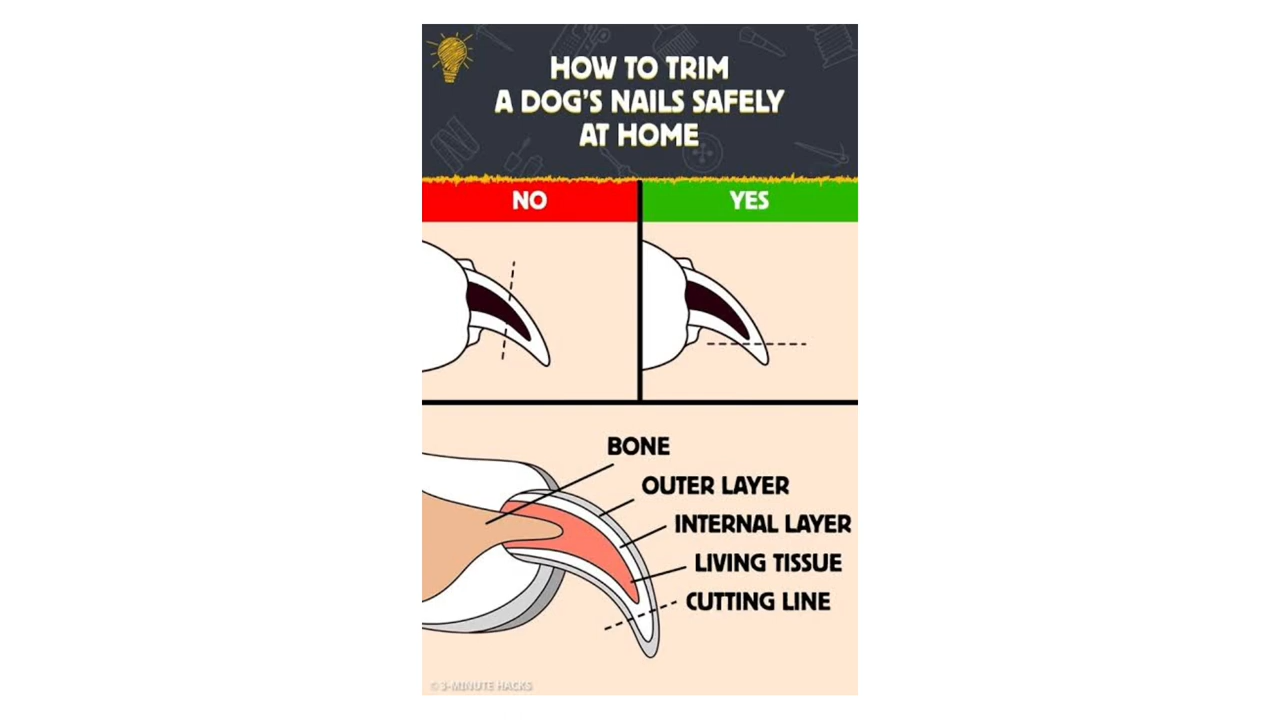 HOW TO TRIM
A DOG'S NAILS SAFELY
AT HOME
NO
YES
BONE
OUTER LAYER
INTERNAL LAYER
LIVING TISSUE
CUTTING LINE
© 3-MINUTE HACKS